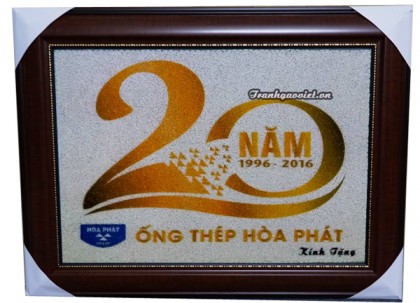 Tranhgaoviet.vn
20
NĂM
1996 - 2016
HÒA PHÁT
ỐNG THÉP HÒA PHÁT
Kính Tặng